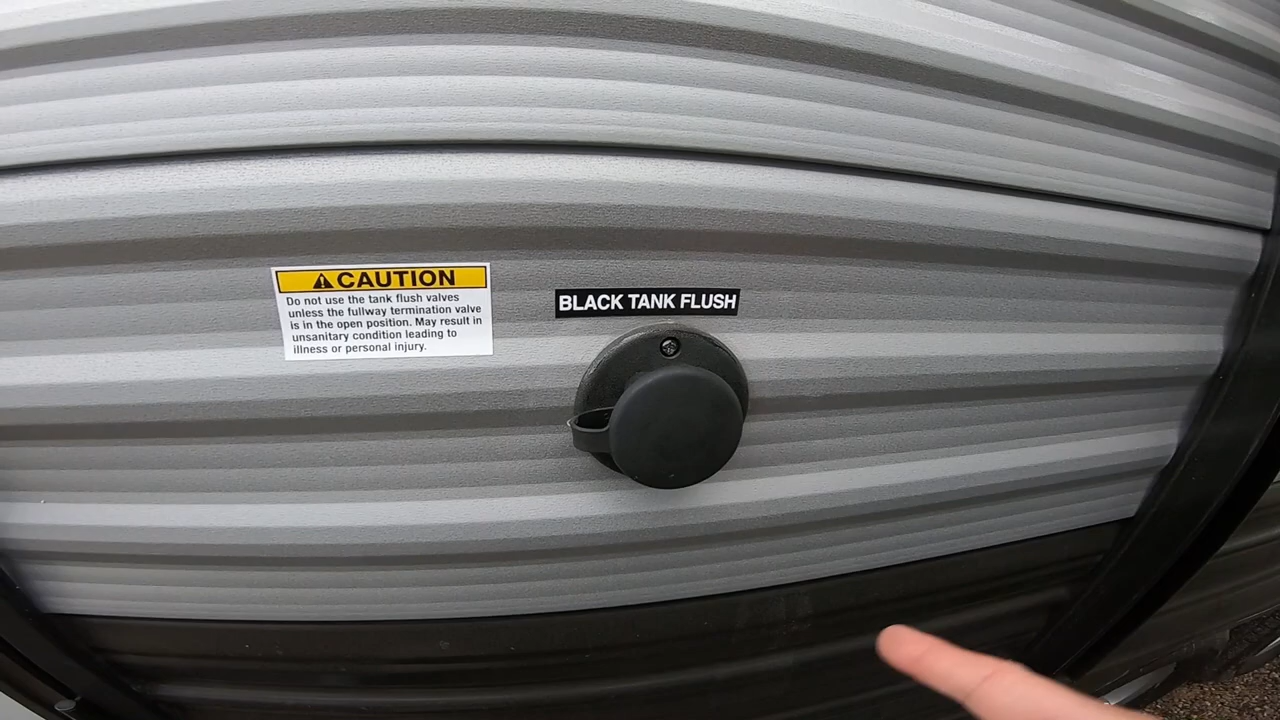 CAUTION
Do not use the tank flush valves
unless the fullway termination valve
is in the open position. May result in
unsanitary condition leading to
illness or personal injury.
BLACK TANK FLUSH